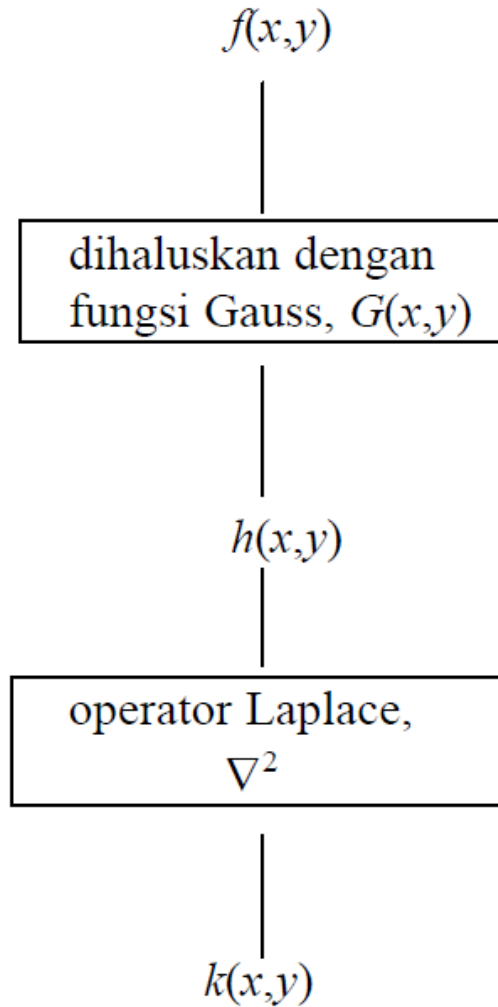 f(x,y)
dihaluskan dengan
fungsi Gauss, G(x,y)
h(x,y)
operator Laplace,
∇²
k(x,y)